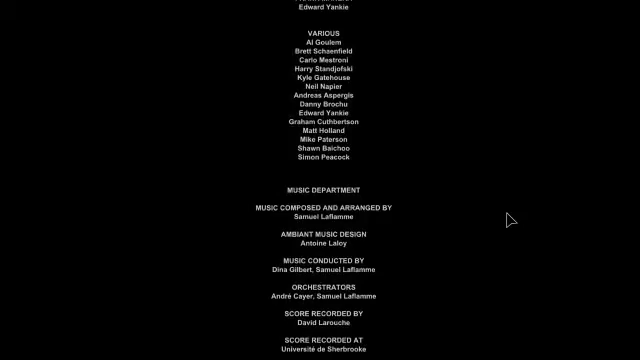 Edward Yankie
VARIOUS
Al Goulem
Brett Schaenfield
Carlo Mestroni
Harry Standjofski
Kyle Gatehouse
Neil Napier
Andreas Aspergis
Danny Brochu
Edward Yankie
Graham Cuthbertson
Matt Holland
Mike Paterson
Shawn Baichoo
Simon Peacock
MUSIC DEPARTMENT
MUSIC COMPOSED AND ARRANGED BY
Samuel Laflamme
AMBIANT MUSIC DESIGN
Antoine Laloy
MUSIC CONDUCTED BY
Dina Gilbert, Samuel Laflamme
ORCHESTRATORS
André Cayer, Samuel Laflamme
SCORE RECORDED BY
David Larouche
SCORE RECORDED AT
Université de Sherbrooke